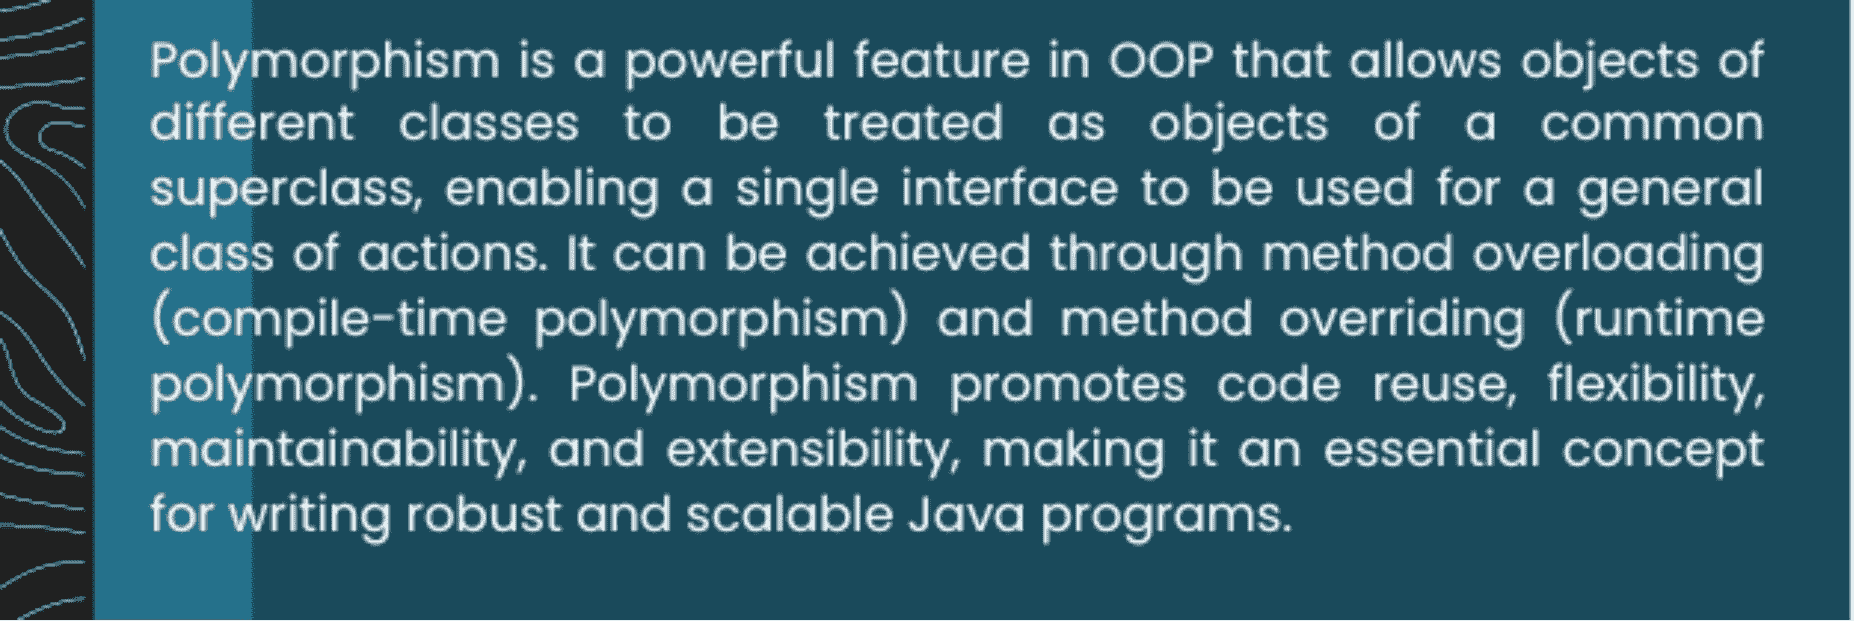 Polymorphism is a powerful feature in OOP that allows objects of
different classes to be treated as objects of a common
superclass, enabling a single interface to be used for a general
class of actions. It can be achieved through method overloading
(compile-time polymorphism) and method overriding (runtime
polymorphism). Polymorphism promotes code reuse, flexibility,
maintainability, and extensibility, making it an essential concept
for writing robust and scalable Java programs.